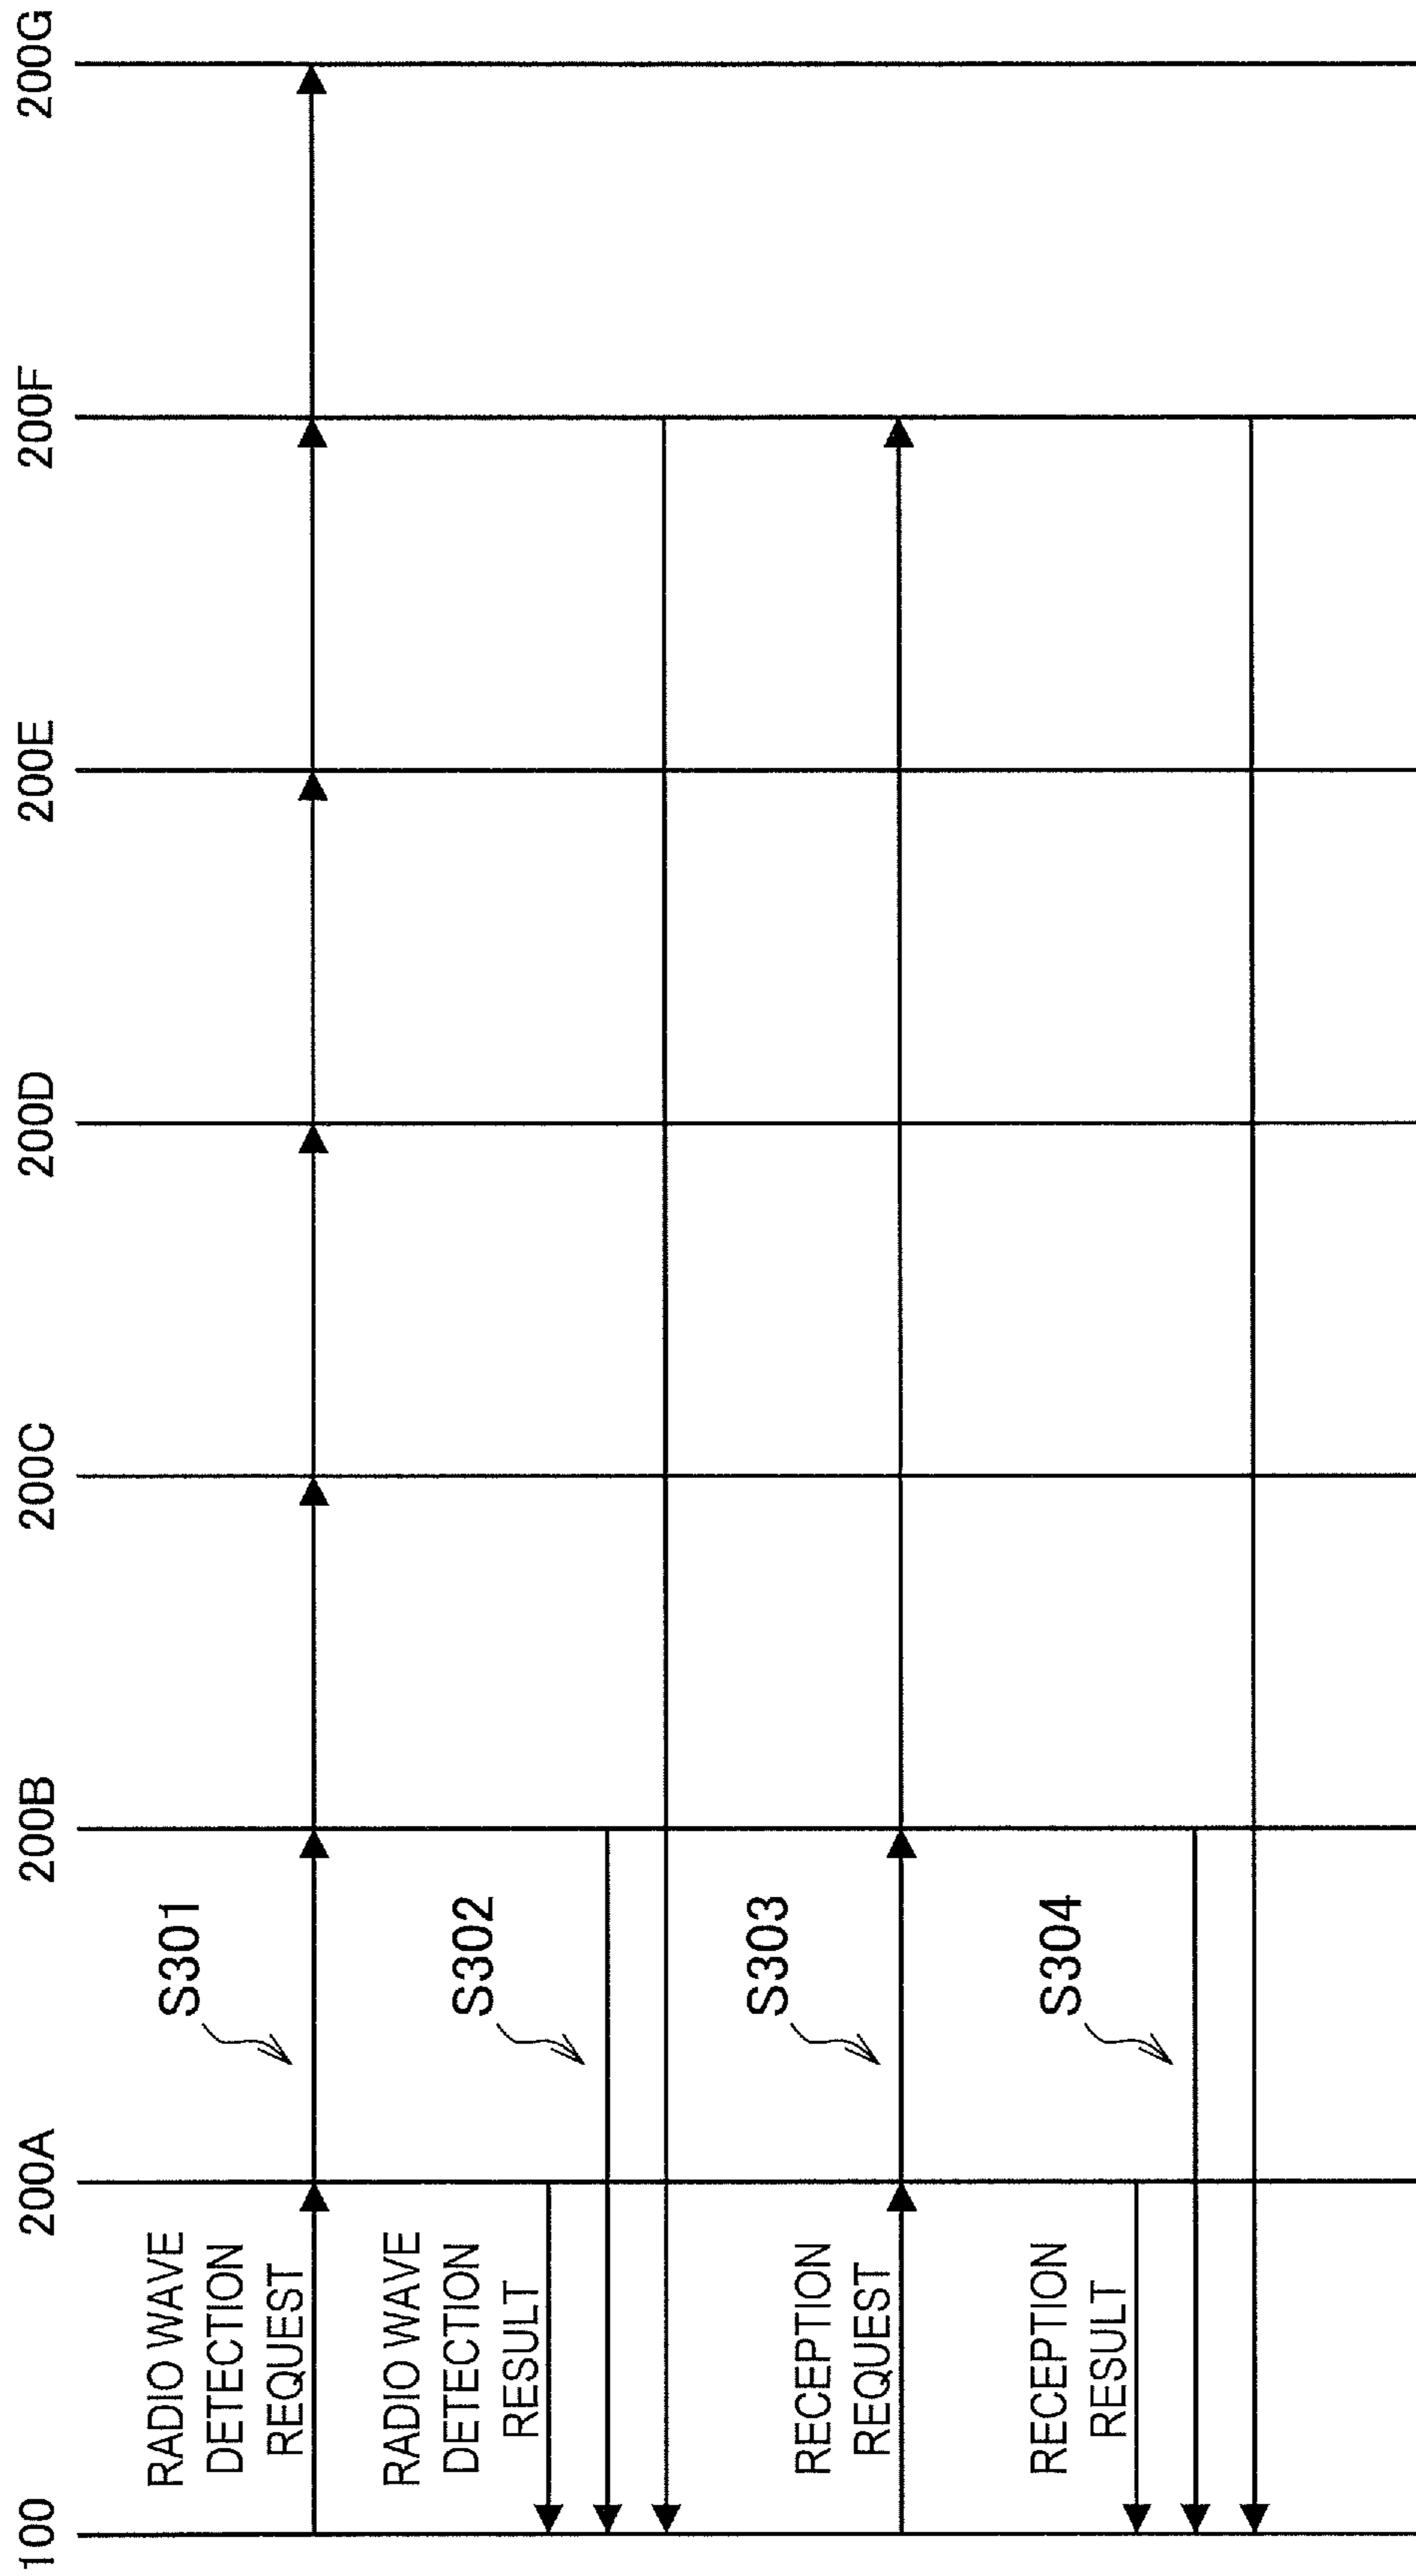 100
200A
200B
200C
200D
200E
200F
200G
RADIO WAVE
DETECTION
REQUEST
S301
RADIO WAVE
DETECTION
RESULT
S302
RECEPTION
REQUEST
S303
RECEPTION
RESULT
S304